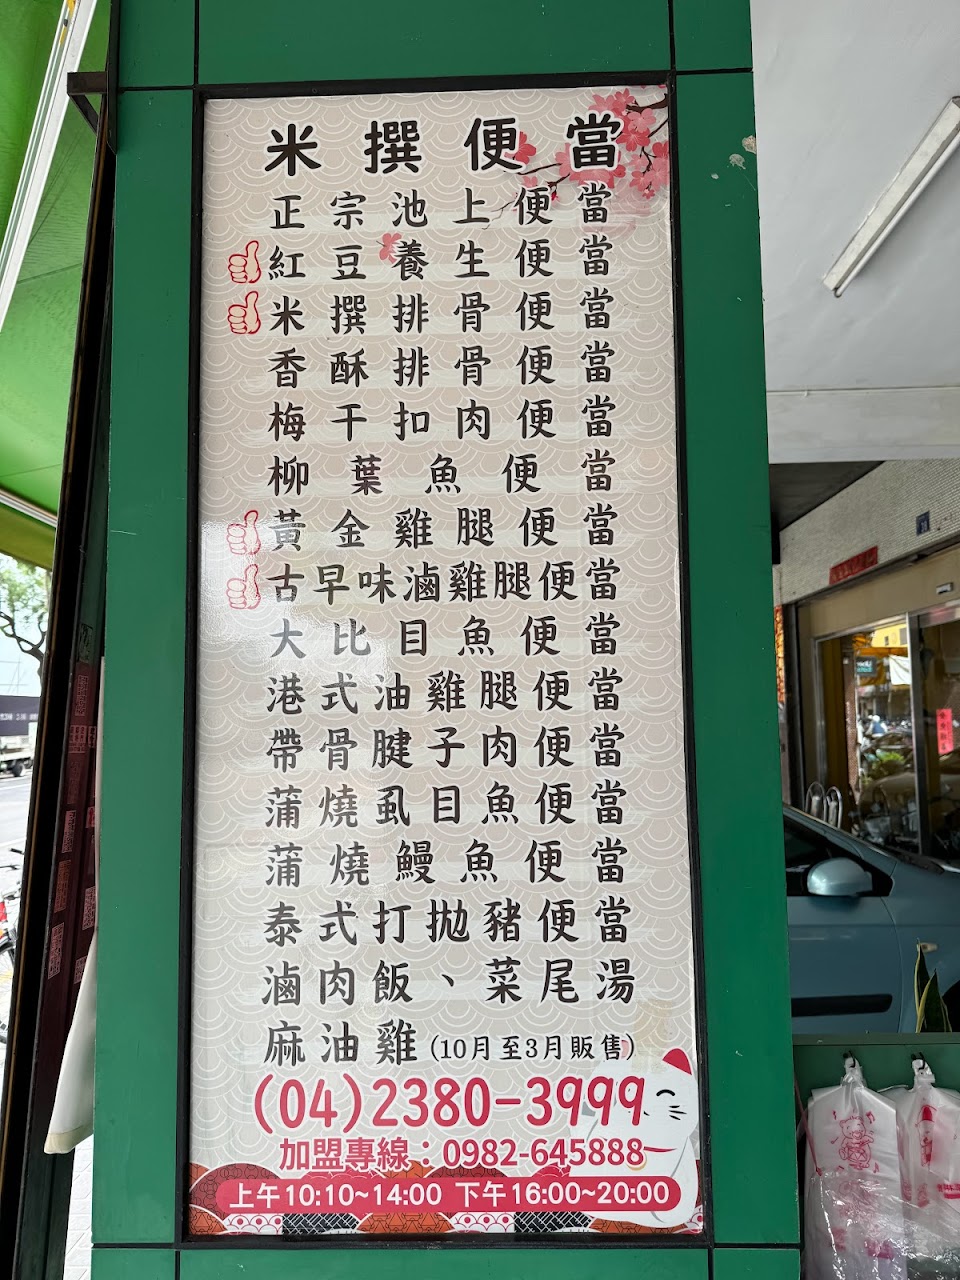 米撰便當
正宗池上便當
紅豆養生便當
米撰排骨便當
香酥排骨便當
梅干扣肉便當
柳葉魚便當
黃金雞腿便當
古早味滷雞腿便當
大比目魚便當
港式油雞腿便當
帶骨腱子肉便當
蒲燒虱目魚便當
蒲燒鰻魚便當
泰式打拋豬便當
滷肉飯、菜尾湯
麻油雞(10月至3月販售)
(04)2380-3999
加盟專線：0982-645888
上午10:10~14:00 下午16:00~20:00